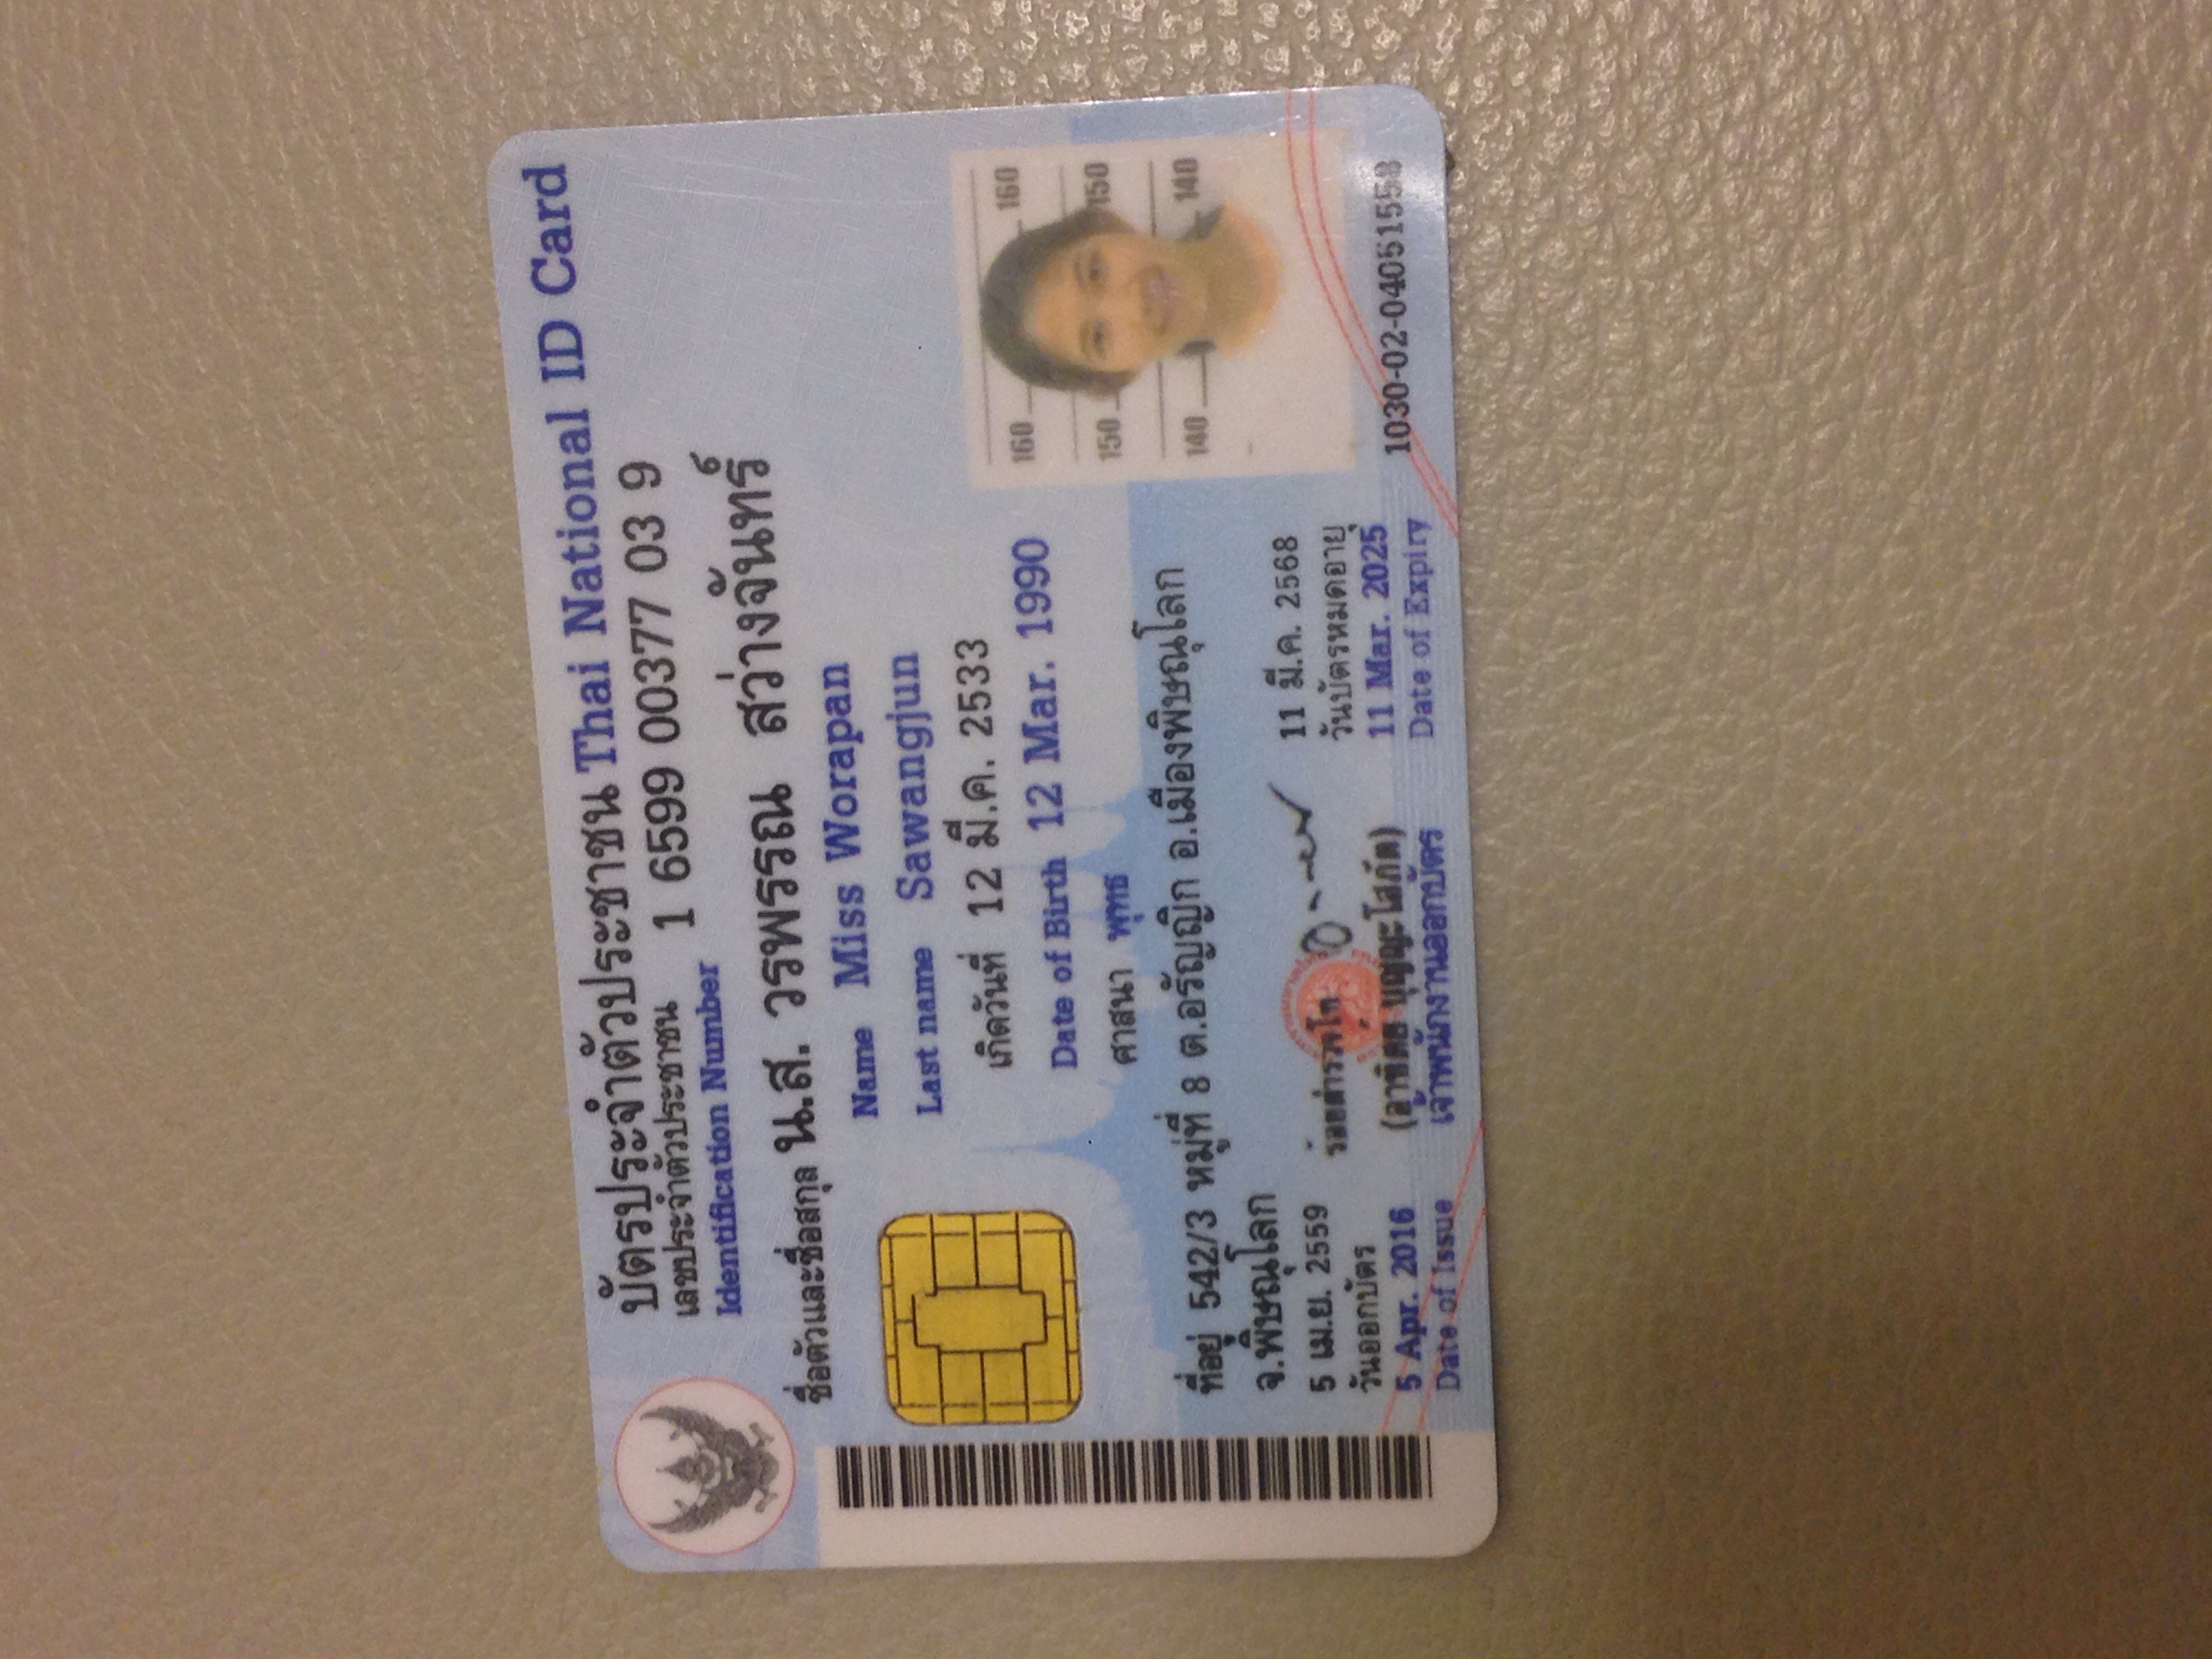 บัตรประจำตัวประชาชน Thai National ID Card
เลขประจำตัวประชาชน 1 6599 00377 03 9
Identification Number
ชื่อตัวและชื่อสกุล น.ส. วรพรรณ สว่างจันทร์
Name Miss Worapan
Last name Sawangjun
เกิดวันที่ 12 มี.ค. 2533
Date of Birth 12 Mar. 1990
ศาสนา พุทธ
160 160
150 150
140 140
ที่อยู่ 542/3 หมู่ที่ 8 ต.อรัญญิก อ.เมืองพิษณุโลก
จ.พิษณุโลก
5 เม.ย. 2559
วันออกบัตร
5 Apr. 2016
Date of Issue
ร้อยตำรวจโท
(อาทิตย์ บุญญะโสภัต)
เจ้าพนักงานออกบัตร
11 มี.ค. 2568
วันบัตรหมดอายุ
11 Mar. 2025
Date of Expiry
1030-02-04051558